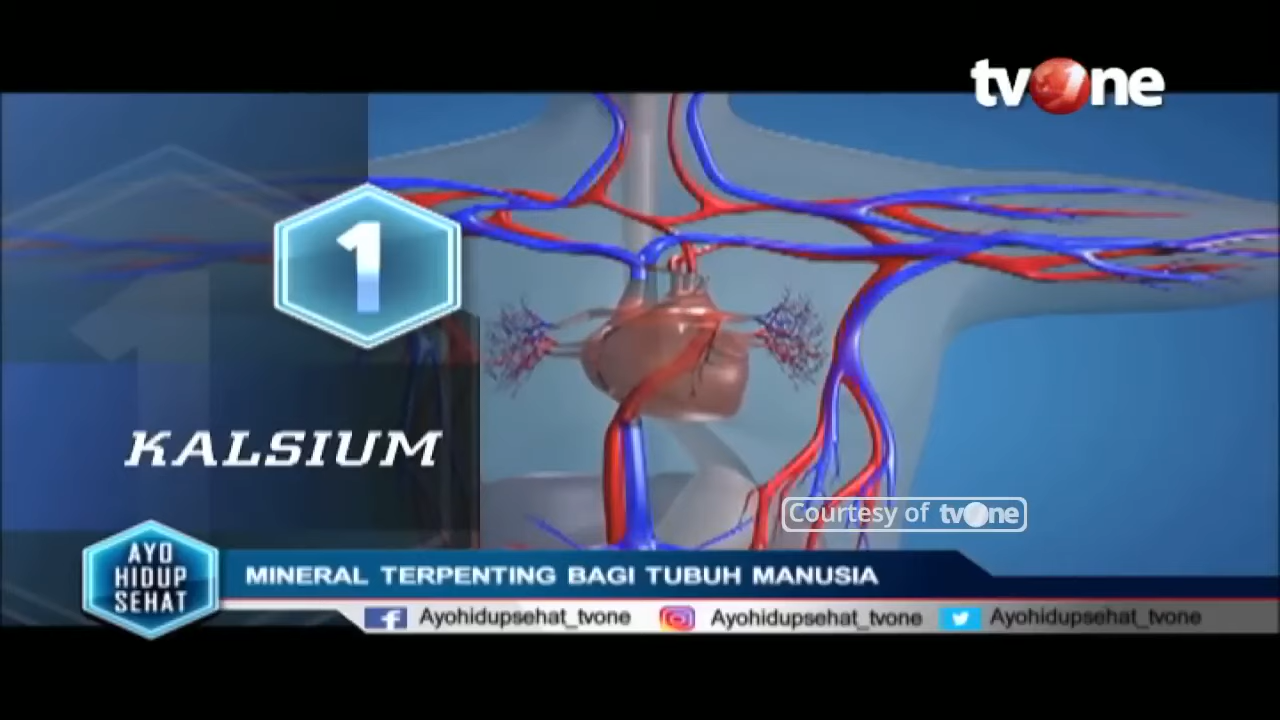 tvOne
1
KALSIUM
Courtesy of tvOne
AYO
HIDUP
SEHAT
MINERAL TERPENTING BAGI TUBUH MANUSIA
Ayohidupsehat_tvone
Ayohidupsehat_tvone
Ayohidupsehat_tvone